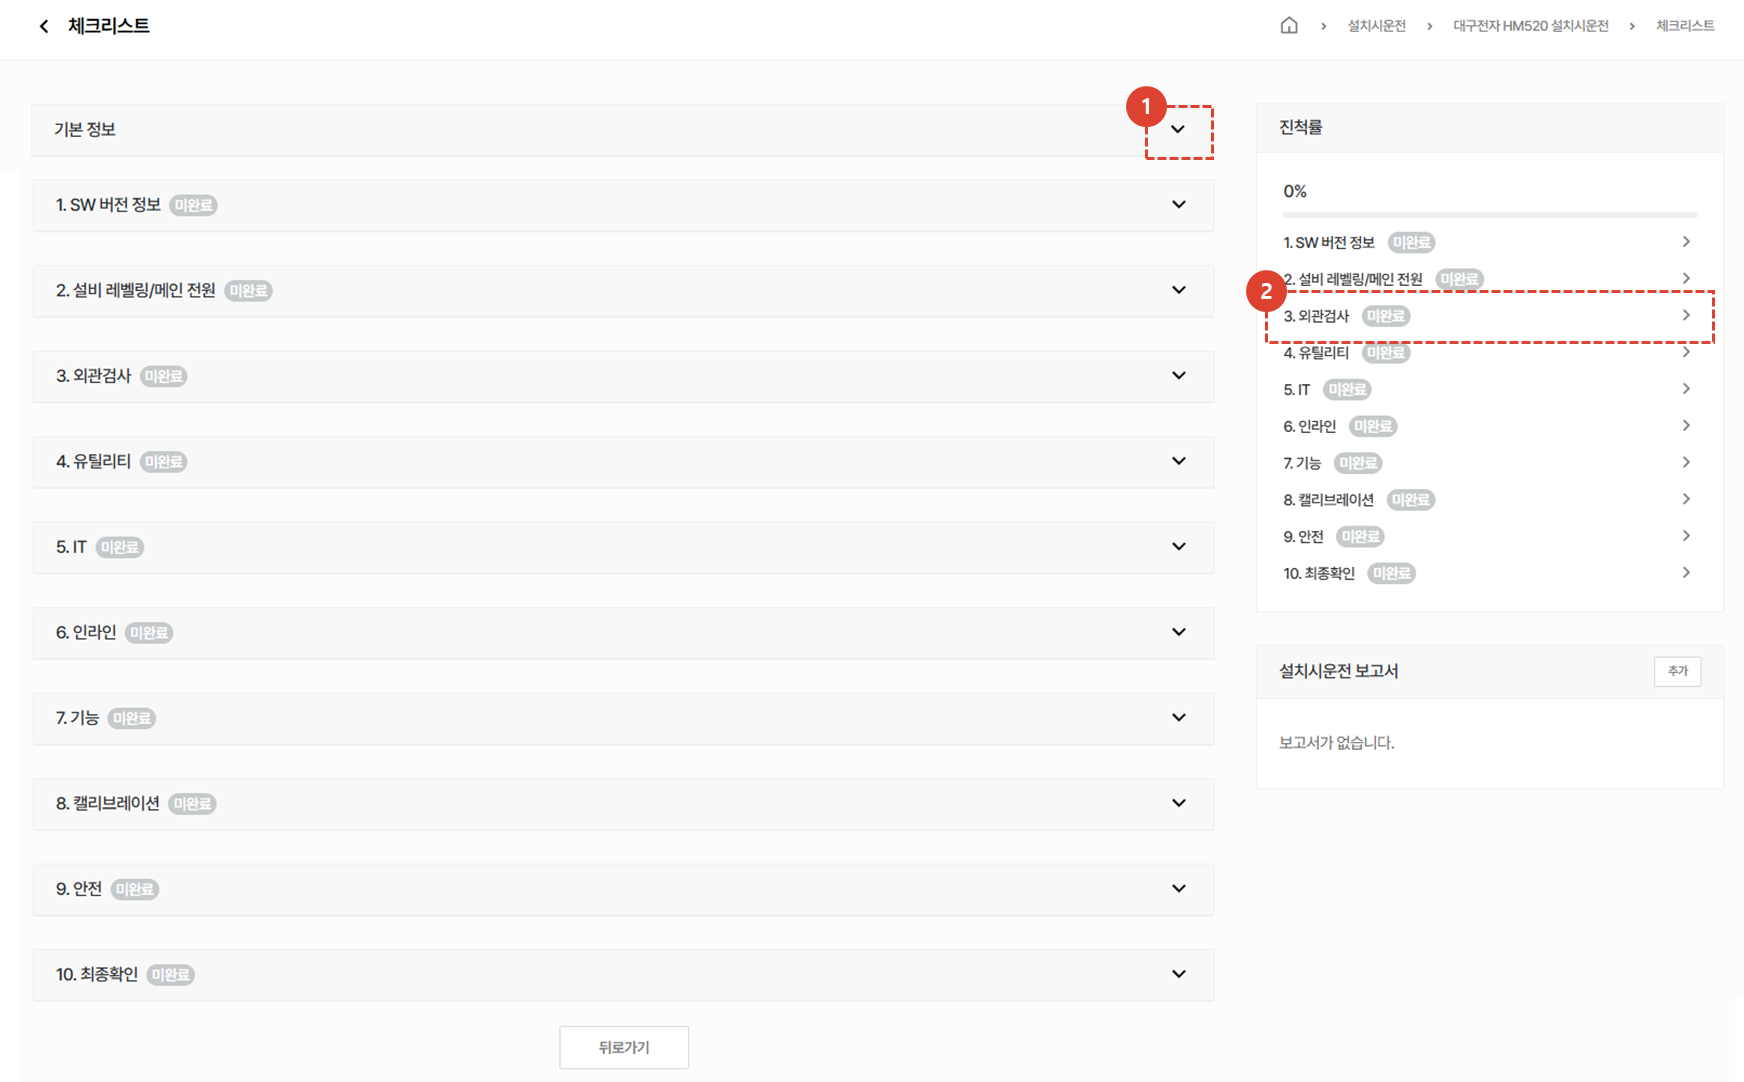 체크리스트
설치시운전 대구전자 HM520 설치시운전 체크리스트
1
기본 정보
1. SW 버전 정보 미완료
2. 설비 레벨링/메인 전원 미완료
3. 외관검사 미완료
4. 유틸리티 미완료
5. IT 미완료
6. 인라인 미완료
7. 기능 미완료
8. 캘리브레이션 미완료
9. 안전 미완료
10. 최종확인 미완료
뒤로가기
진척률
0%
1. SW 버전 정보 미완료
2. 설비 레벨링/메인 전원 미완료
2
3. 외관검사 미완료
4. 유틸리티 미완료
5. IT 미완료
6. 인라인 미완료
7. 기능 미완료
8. 캘리브레이션 미완료
9. 안전 미완료
10. 최종확인 미완료
설치시운전 보고서 추가
보고서가 없습니다.